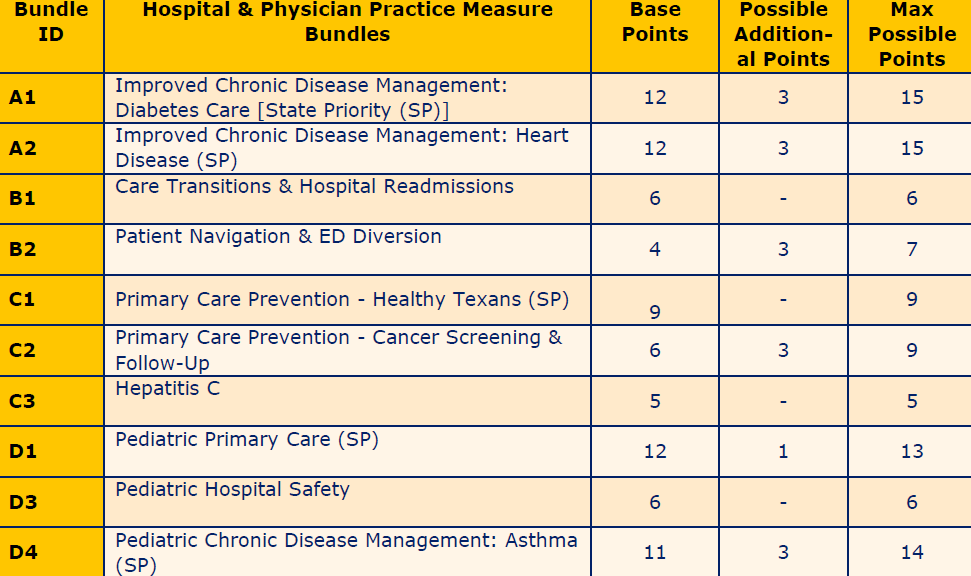 Bundle ID | Hospital & Physician Practice Measure Bundles | Base Points | Possible Addition-al Points | Max Possible Points
A1 | Improved Chronic Disease Management: Diabetes Care [State Priority (SP)] | 12 | 3 | 15
A2 | Improved Chronic Disease Management: Heart Disease (SP) | 12 | 3 | 15
B1 | Care Transitions & Hospital Readmissions | 6 | - | 6
B2 | Patient Navigation & ED Diversion | 4 | 3 | 7
C1 | Primary Care Prevention - Healthy Texans (SP) | 9 | - | 9
C2 | Primary Care Prevention - Cancer Screening & Follow-Up | 6 | 3 | 9
C3 | Hepatitis C | 5 | - | 5
D1 | Pediatric Primary Care (SP) | 12 | 1 | 13
D3 | Pediatric Hospital Safety | 6 | - | 6
D4 | Pediatric Chronic Disease Management: Asthma (SP) | 11 | 3 | 14